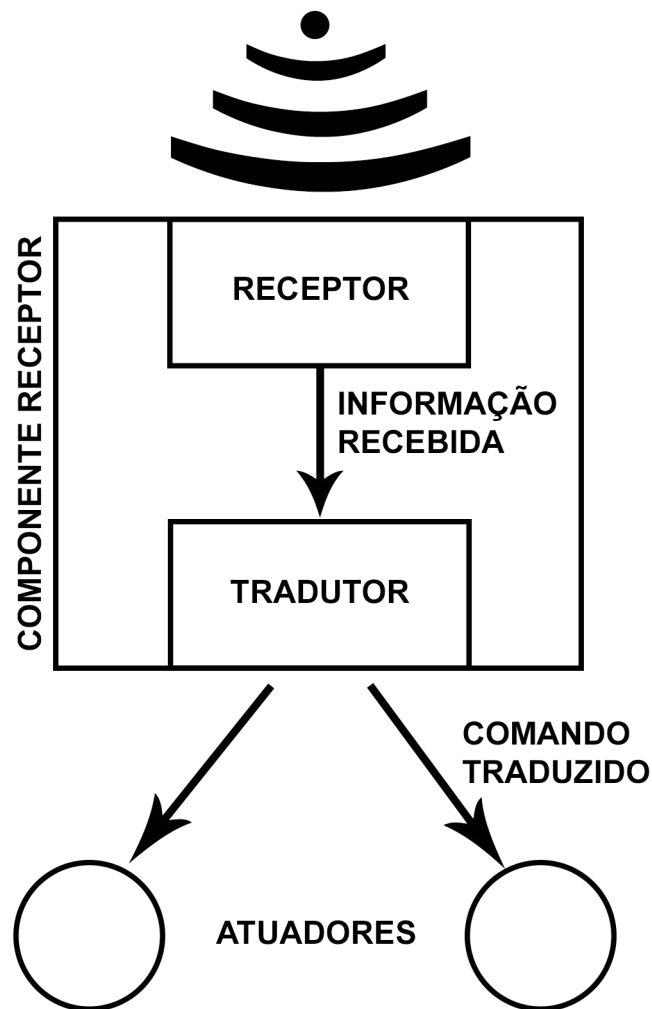 COMPONENTE RECEPTOR
RECEPTOR
INFORMAÇÃO
RECEBIDA
TRADUTOR
COMANDO
TRADUZIDO
ATUADORES